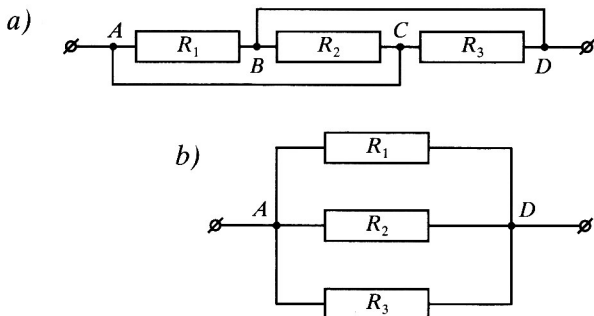 a)
A R₁ B R₂ C R₃ D
b)
R₁
A R₂ D
R₃